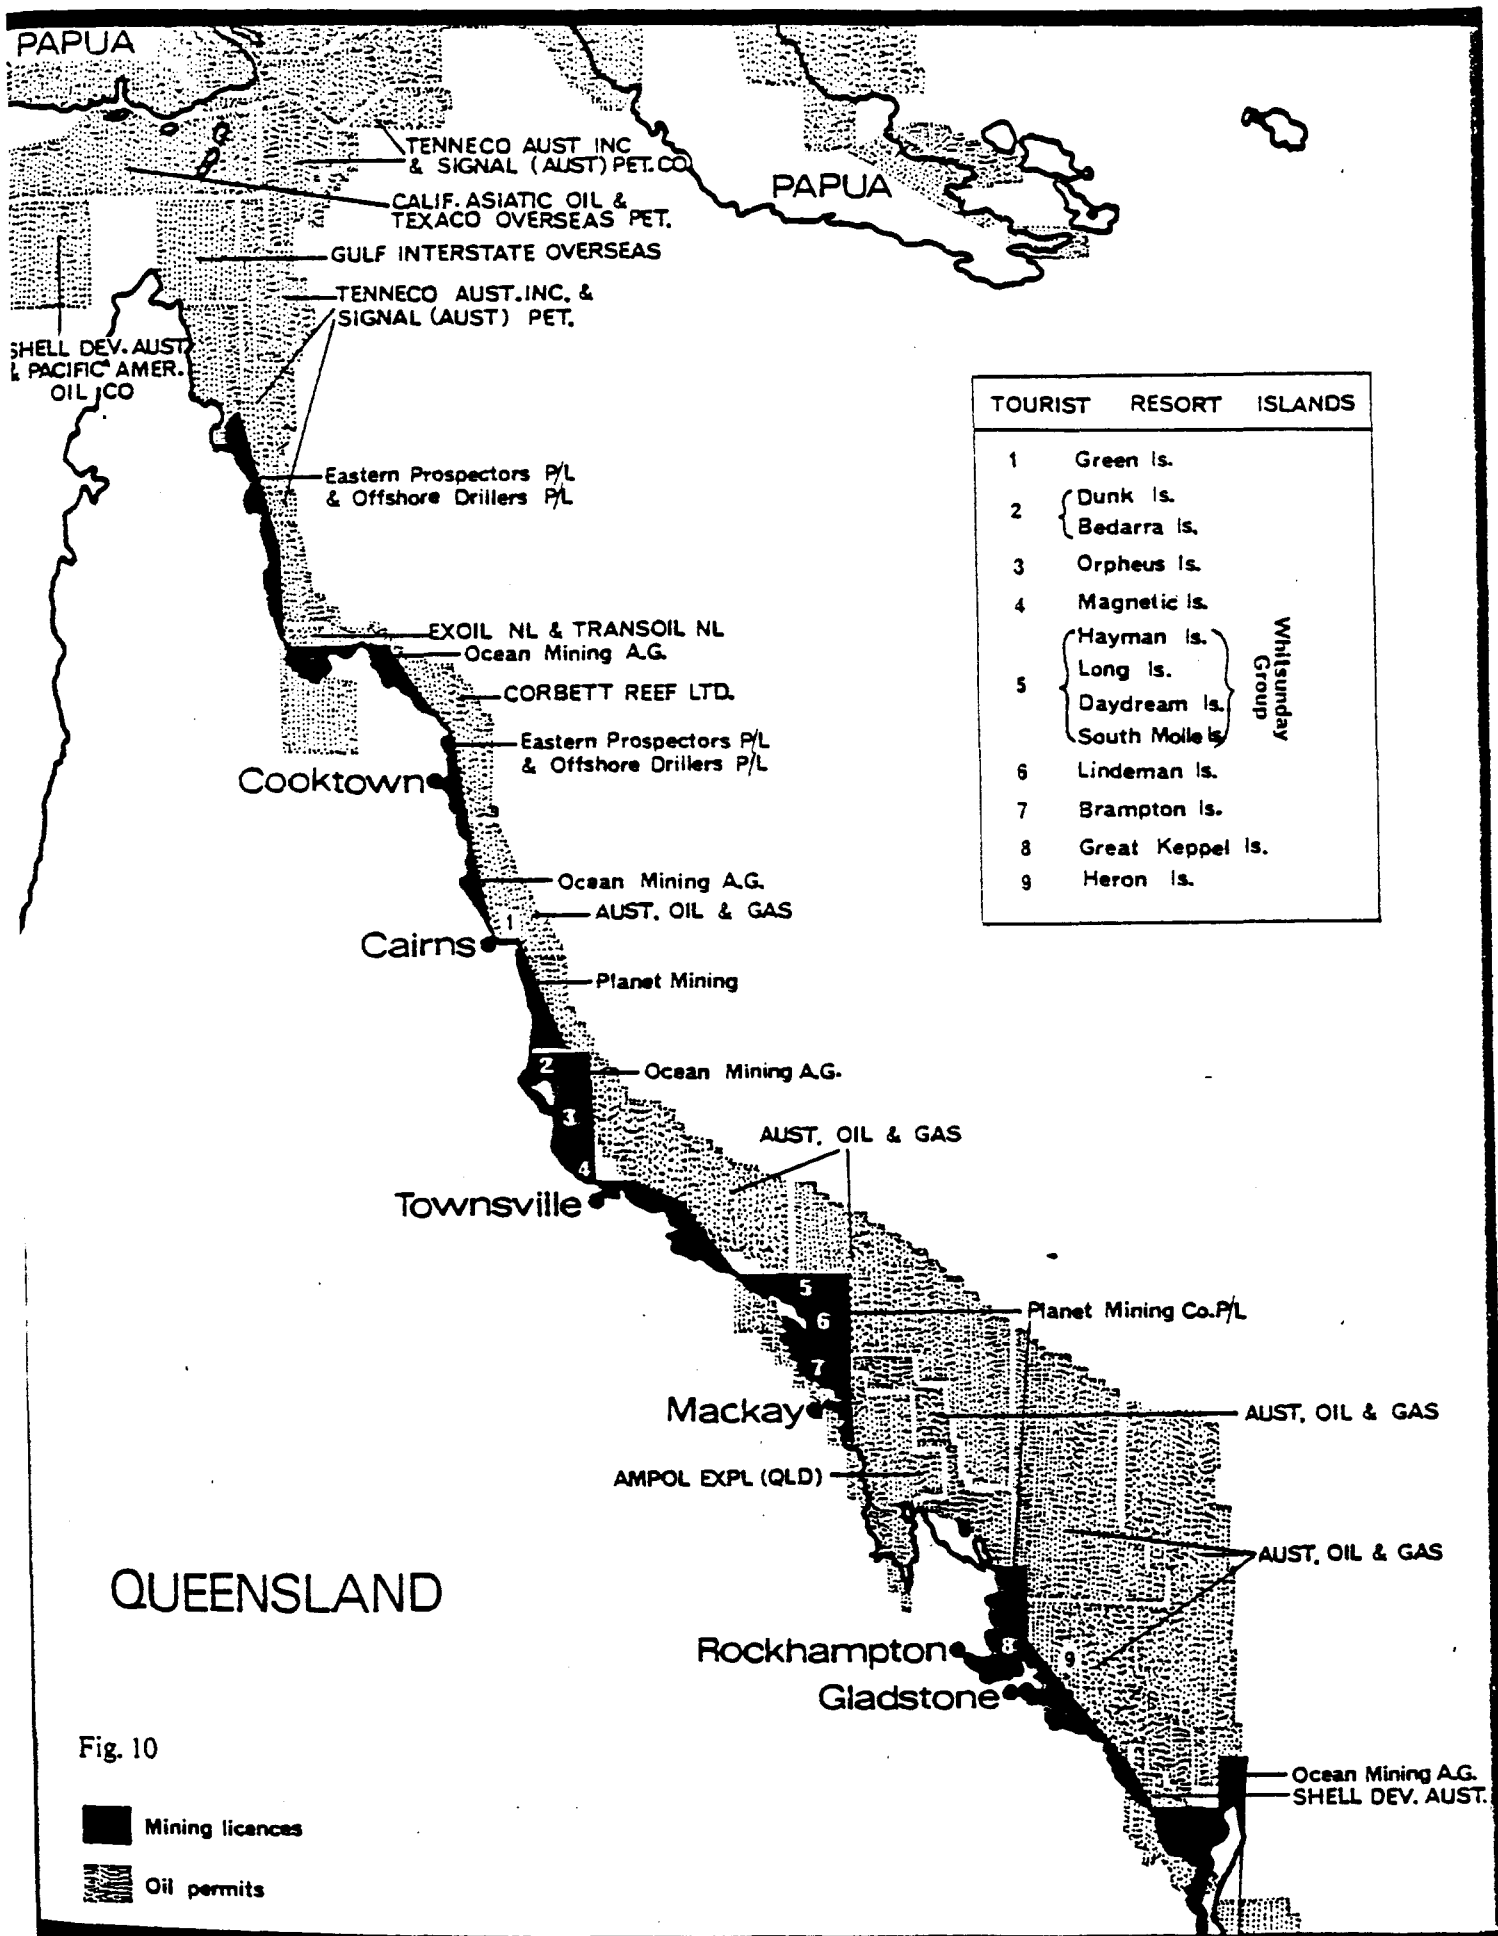 PAPUA
TENNECO AUST INC
& SIGNAL (AUST) PET. CO
PAPUA
CALIF. ASIATIC OIL &
TEXACO OVERSEAS PET.
GULF INTERSTATE OVERSEAS
TENNECO AUST. INC. &
SIGNAL (AUST) PET.
SHELL DEV. AUST
& PACIFIC AMER.
OIL CO
TOURIST RESORT ISLANDS
1 Green Is.
2 Dunk Is.
Bedarra Is.
3 Orpheus Is.
4 Magnetic Is.
5 Hayman Is.
Long Is.
Daydream Is.
South Molle Is
Whitsunday
Group
6 Lindeman Is.
7 Brampton Is.
8 Great Keppel Is.
9 Heron Is.
Eastern Prospectors P/L
& Offshore Drillers P/L
EXOIL NL & TRANSOIL NL
Ocean Mining A.G.
CORBETT REEF LTD.
Eastern Prospectors P/L
& Offshore Drillers P/L
Cooktown
Ocean Mining A.G.
AUST. OIL & GAS
1
Cairns
Planet Mining
2
Ocean Mining A.G.
3
AUST. OIL & GAS
4
Townsville
5
Planet Mining Co. P/L
6
7
Mackay
AUST. OIL & GAS
AMPOL EXPL (QLD)
AUST. OIL & GAS
QUEENSLAND
8
9
Rockhampton
Gladstone
Fig. 10
Ocean Mining A.G.
SHELL DEV. AUST.
Mining licences
Oil permits